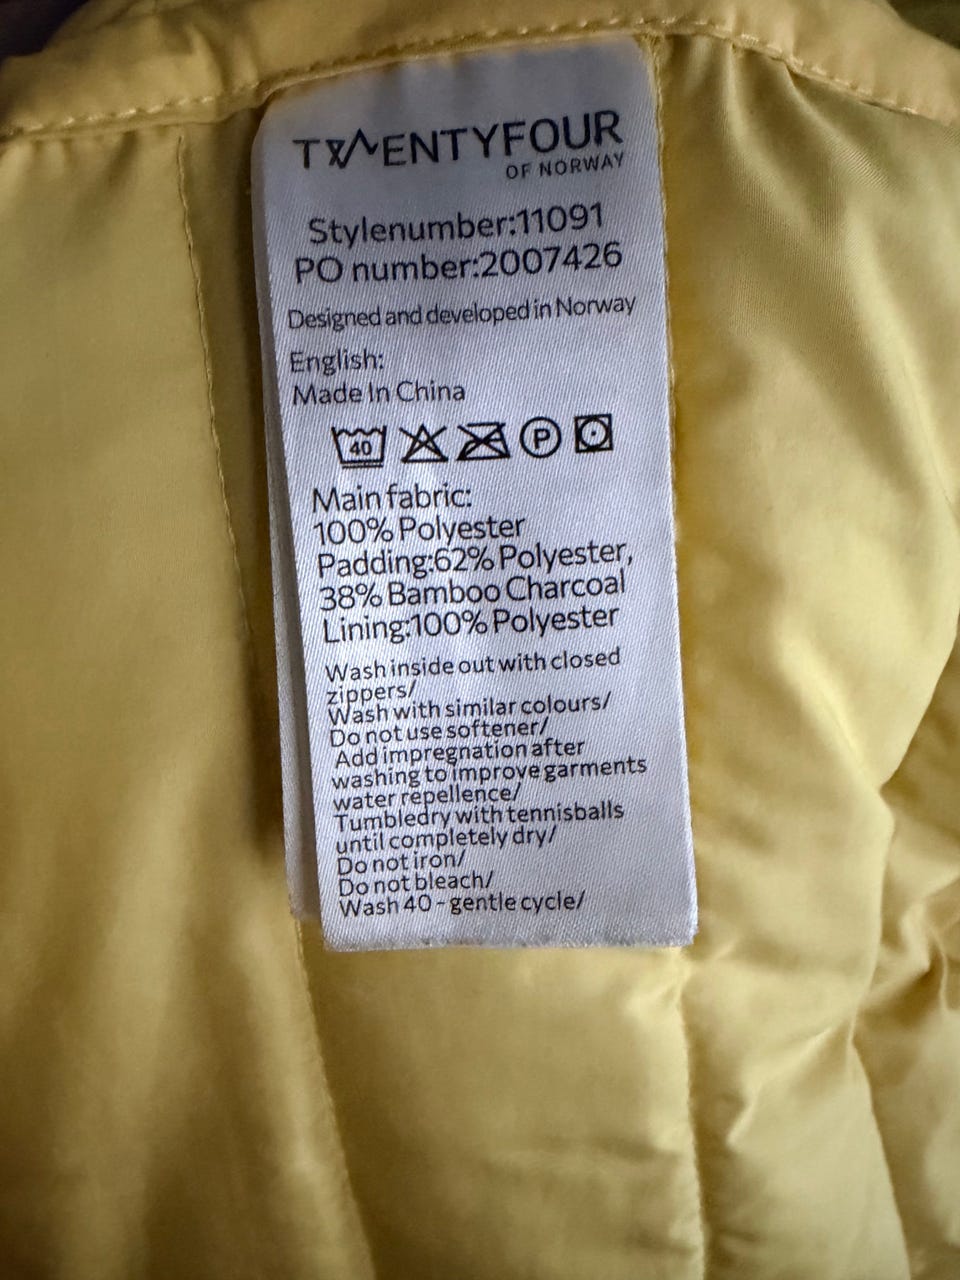 TWENTYFOUR
OF NORWAY
Stylenumber:11091
PO number:2007426
Designed and developed in Norway
English:
Made In China
40 P
Main fabric:
100% Polyester
Padding:62% Polyester,
38% Bamboo Charcoal
Lining:100% Polyester
Wash inside out with closed
zippers/
Wash with similar colours/
Do not use softener/
Add impregnation after
washing to improve garments
water repellence/
Tumbledry with tennisballs
until completely dry/
Do not iron/
Do not bleach/
Wash 40 - gentle cycle/